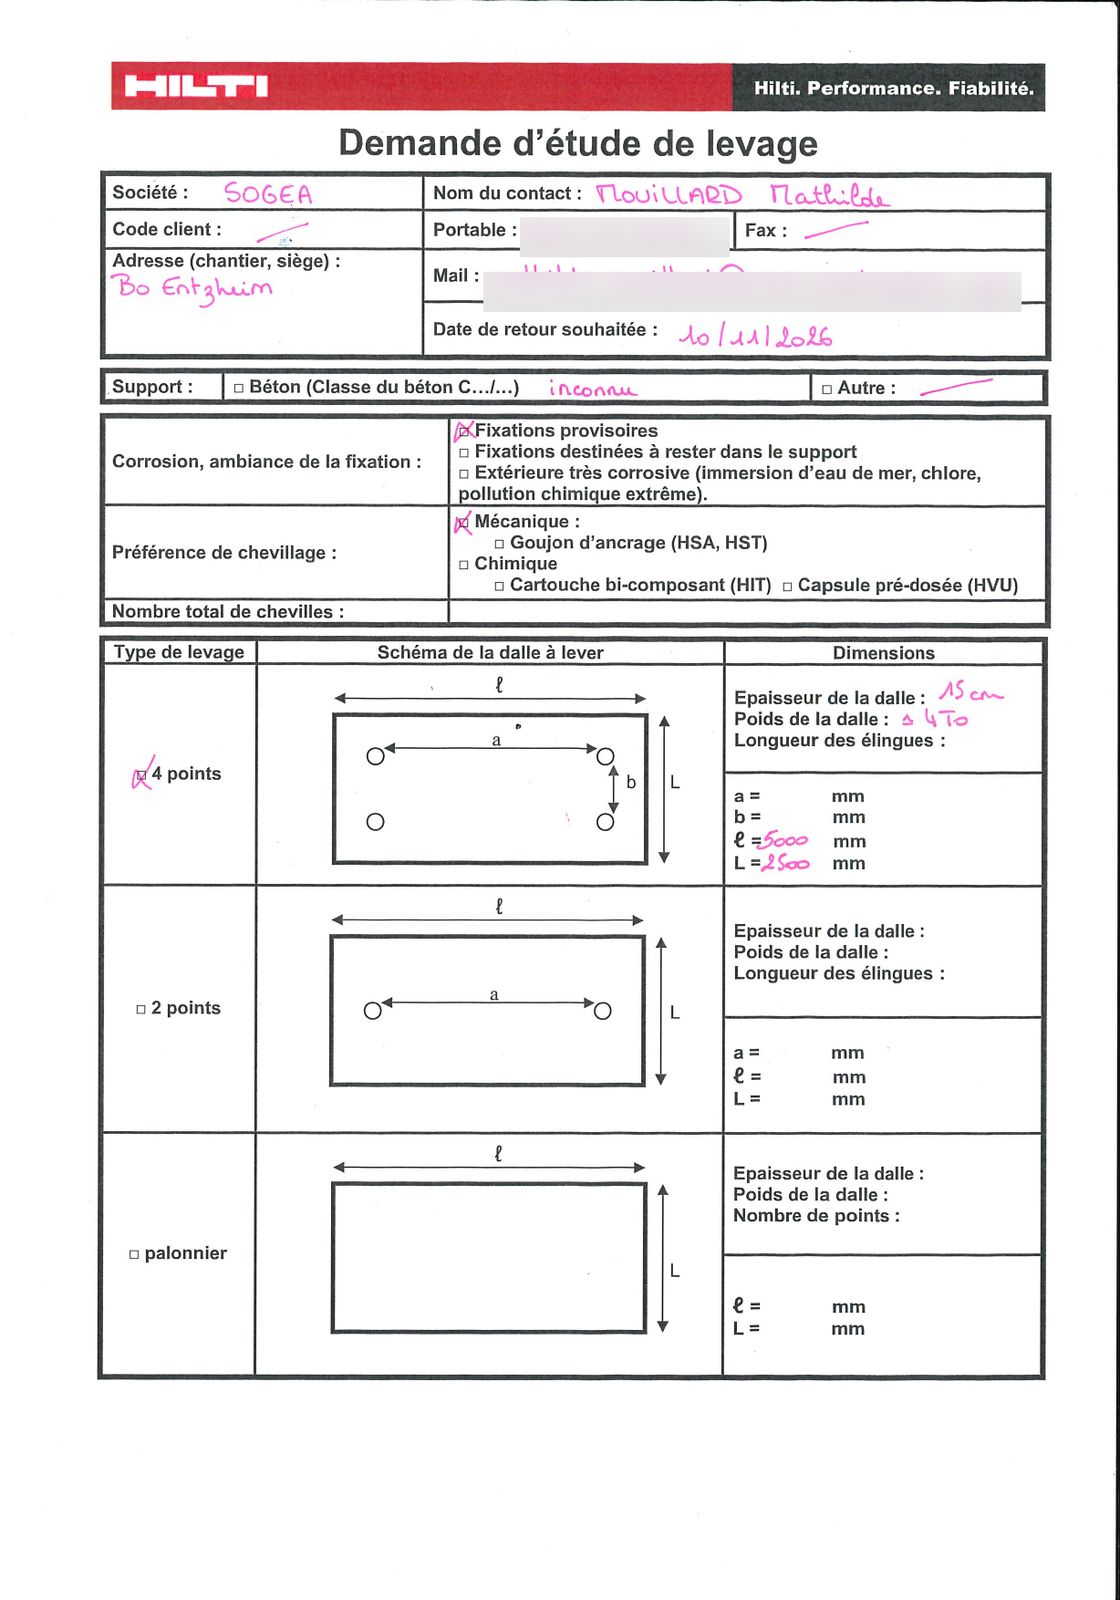 HILTI
Hilti. Performance. Fiabilité.
Demande d'étude de levage
Société : SOGEA
Nom du contact : MOUILLARD Mathilde
Code client :
Portable :
Fax :
Adresse (chantier, siège) :
Bo Entzheim
Mail :
Date de retour souhaitée : 10/11/2026
Support :
□ Béton (Classe du béton C.../...) inconnu
□ Autre :
Corrosion, ambiance de la fixation :
□ Fixations provisoires
□ Fixations destinées à rester dans le support
□ Extérieure très corrosive (immersion d'eau de mer, chlore,
pollution chimique extrême).
Préférence de chevillage :
□ Mécanique :
□ Goujon d'ancrage (HSA, HST)
□ Chimique
□ Cartouche bi-composant (HIT) □ Capsule pré-dosée (HVU)
Nombre total de chevilles :
Type de levage
Schéma de la dalle à lever
Dimensions
□ 4 points
ℓ
a
b
L
Epaisseur de la dalle : 15 cm
Poids de la dalle : ≃ 4 To
Longueur des élingues :
a = mm
b = mm
ℓ = 5000 mm
L = 2500 mm
□ 2 points
ℓ
a
L
Epaisseur de la dalle :
Poids de la dalle :
Longueur des élingues :
a = mm
ℓ = mm
L = mm
□ palonnier
ℓ
L
Epaisseur de la dalle :
Poids de la dalle :
Nombre de points :
ℓ = mm
L = mm